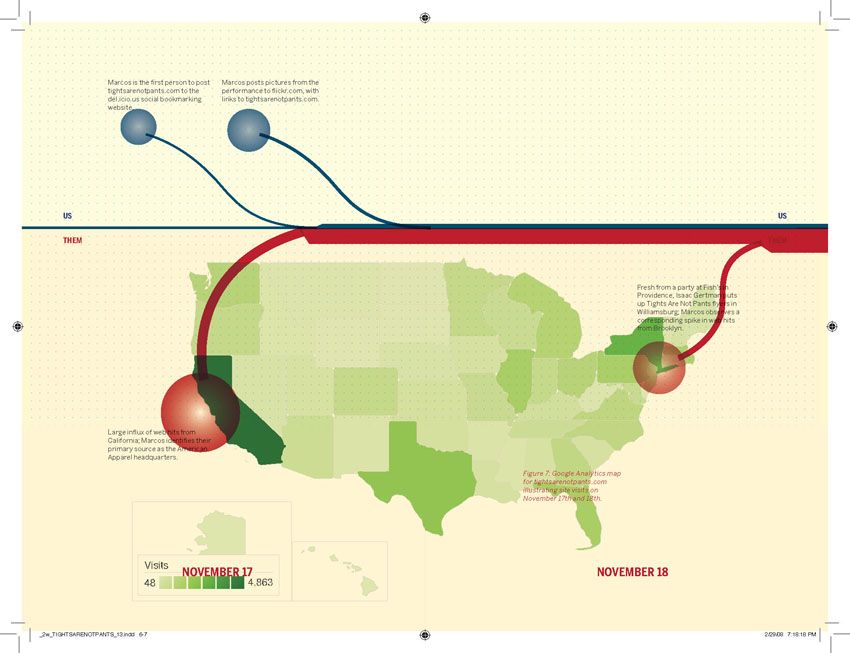 Marcos is the first person to post
tightsarenotpants.com to the
del.icio.us social bookmarking
website.
Marcos posts pictures from the
performance to flickr.com, with
links to tightsarenotpants.com.
US
US
THEM
THEM
Fresh from a party at Fish's in
Providence, Isaac Gertman puts
up Tights Are Not Pants flyers in
Williamsburg; Marcos observes a
corresponding spike in web hits
from Brooklyn.
Large influx of web hits from
California; Marcos identifies their
primary source as the American
Apparel headquarters.
Figure 7: Google Analytics map
for tightsarenotpants.com
illustrating site visits on
November 17th and 18th.
Visits
48 4,863
NOVEMBER 17
NOVEMBER 18
_2w_TIGHTSARENOTPANTS_13.indd 6-7
2/29/08 7:18:18 PM